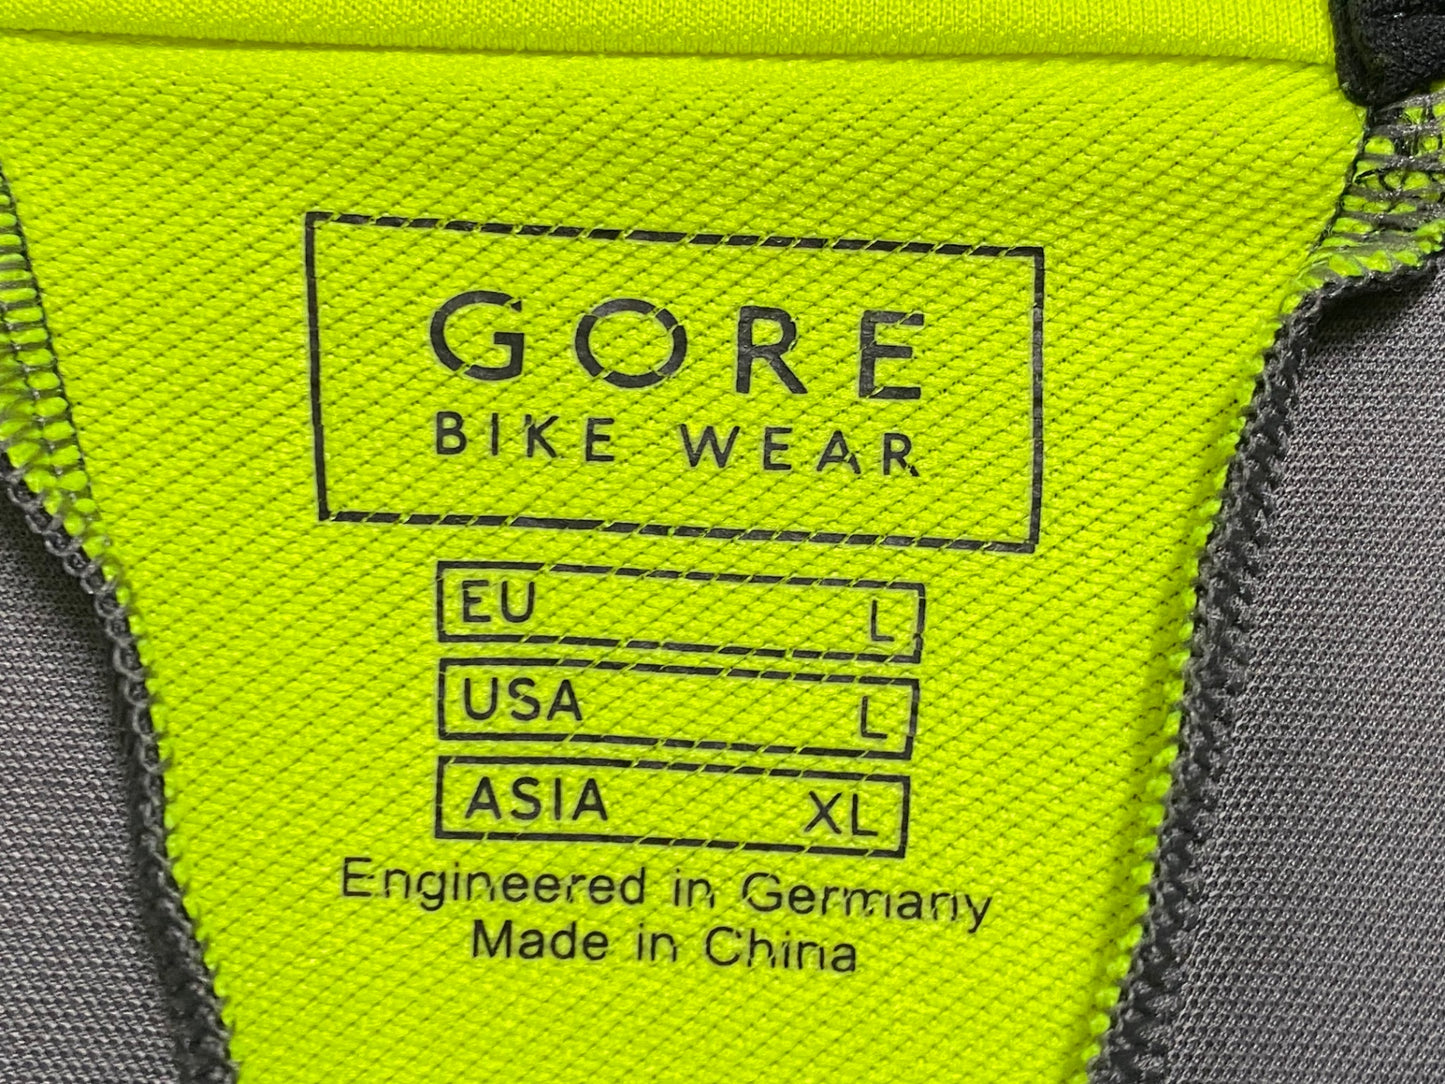 GORE
BIKE WEAR
EU L
USA L
ASIA XL
Engineered in Germany
Made in China